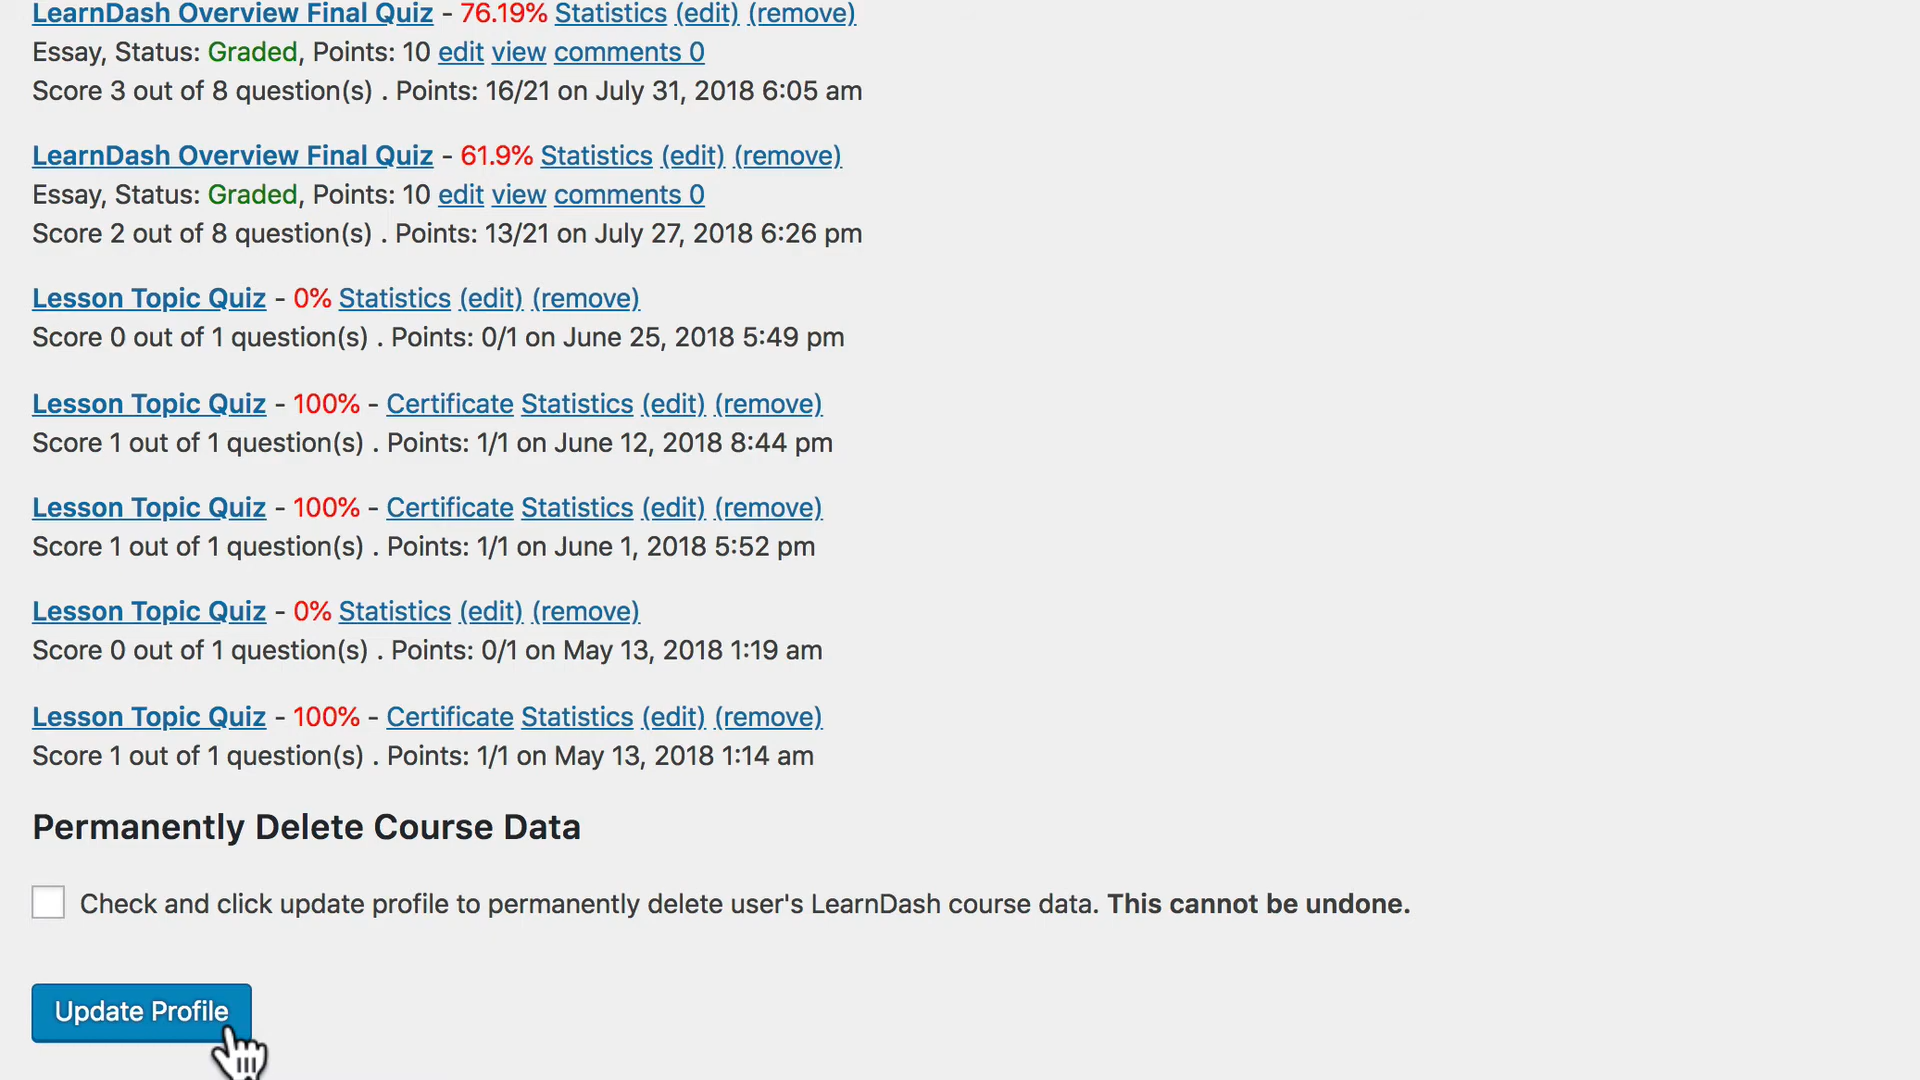 LearnDash Overview Final Quiz - 76.19% Statistics (edit) (remove)
Essay, Status: Graded, Points: 10 edit view comments 0
Score 3 out of 8 question(s) . Points: 16/21 on July 31, 2018 6:05 am
LearnDash Overview Final Quiz - 61.9% Statistics (edit) (remove)
Essay, Status: Graded, Points: 10 edit view comments 0
Score 2 out of 8 question(s) . Points: 13/21 on July 27, 2018 6:26 pm
Lesson Topic Quiz - 0% Statistics (edit) (remove)
Score 0 out of 1 question(s) . Points: 0/1 on June 25, 2018 5:49 pm
Lesson Topic Quiz - 100% - Certificate Statistics (edit) (remove)
Score 1 out of 1 question(s) . Points: 1/1 on June 12, 2018 8:44 pm
Lesson Topic Quiz - 100% - Certificate Statistics (edit) (remove)
Score 1 out of 1 question(s) . Points: 1/1 on June 1, 2018 5:52 pm
Lesson Topic Quiz - 0% Statistics (edit) (remove)
Score 0 out of 1 question(s) . Points: 0/1 on May 13, 2018 1:19 am
Lesson Topic Quiz - 100% - Certificate Statistics (edit) (remove)
Score 1 out of 1 question(s) . Points: 1/1 on May 13, 2018 1:14 am
Permanently Delete Course Data
Check and click update profile to permanently delete user's LearnDash course data. This cannot be undone.
Update Profile